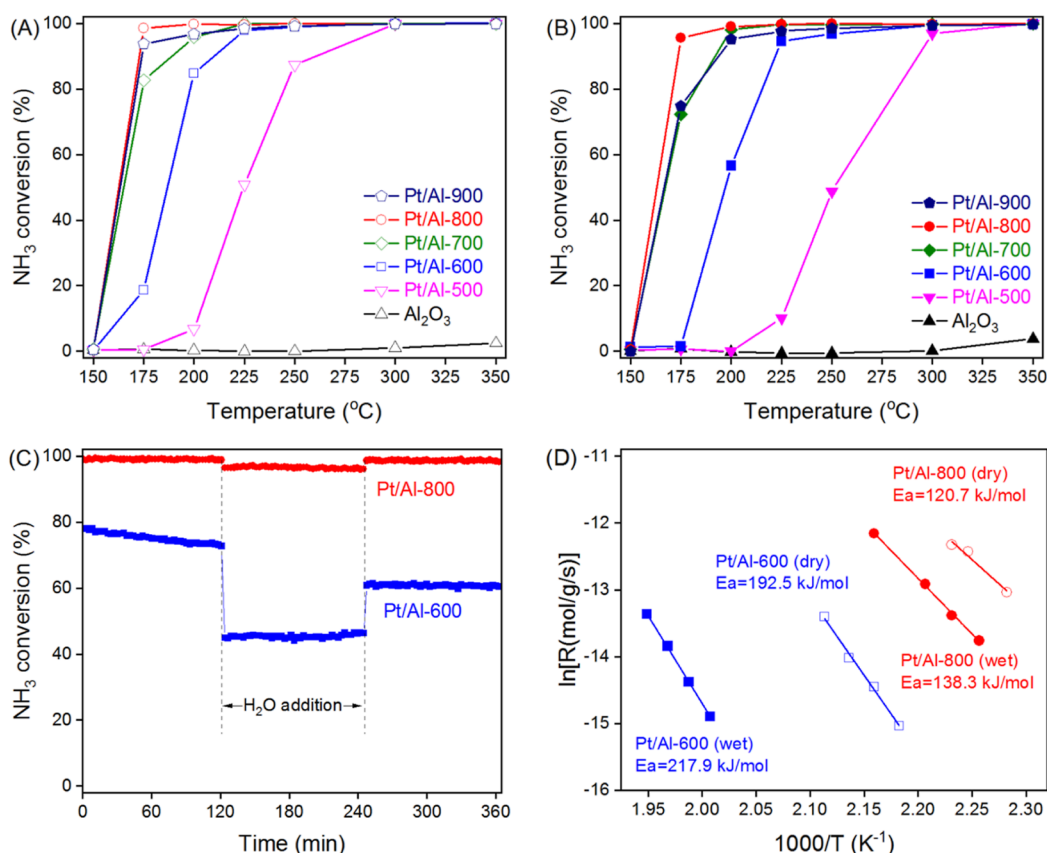 (A)
NH₃ conversion (%)
100
80
60
40
20
0
Pt/Al-900
Pt/Al-800
Pt/Al-700
Pt/Al-600
Pt/Al-500
Al₂O₃
150 175 200 225 250 275 300 325 350
Temperature (°C)
(B)
NH₃ conversion (%)
100
80
60
40
20
0
Pt/Al-900
Pt/Al-800
Pt/Al-700
Pt/Al-600
Pt/Al-500
Al₂O₃
150 175 200 225 250 275 300 325 350
Temperature (°C)
(C)
NH₃ conversion (%)
100
80
60
40
20
0
Pt/Al-800
Pt/Al-600
H₂O addition
0 60 120 180 240 300 360
Time (min)
(D)
ln[R(mol/g/s)]
-11
-12
-13
-14
-15
-16
Pt/Al-800 (dry)
Ea=120.7 kJ/mol
Pt/Al-600 (dry)
Ea=192.5 kJ/mol
Pt/Al-800 (wet)
Ea=138.3 kJ/mol
Pt/Al-600 (wet)
Ea=217.9 kJ/mol
1.95 2.00 2.05 2.10 2.15 2.20 2.25 2.30
1000/T (K⁻¹)